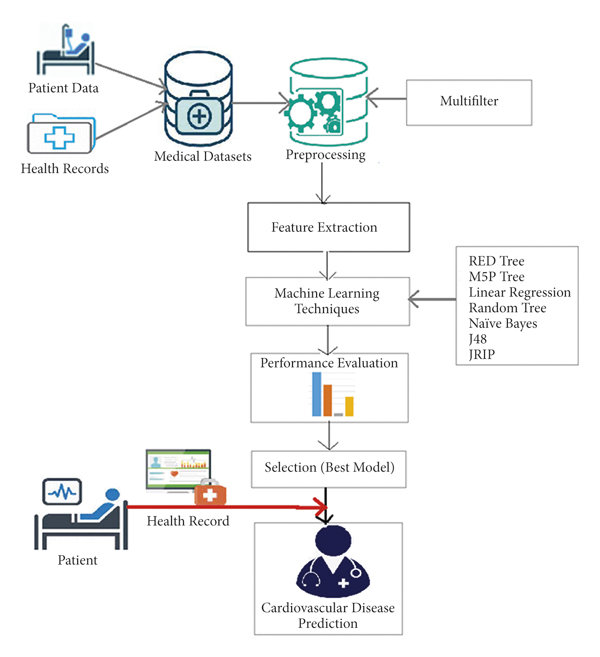 Patient Data
Health Records
Medical Datasets
Preprocessing
Multifilter
Feature Extraction
Machine Learning
Techniques
RED Tree
M5P Tree
Linear Regression
Random Tree
Naïve Bayes
J48
JRIP
Performance Evaluation
Selection (Best Model)
Health Record
Patient
Cardiovascular Disease
Prediction